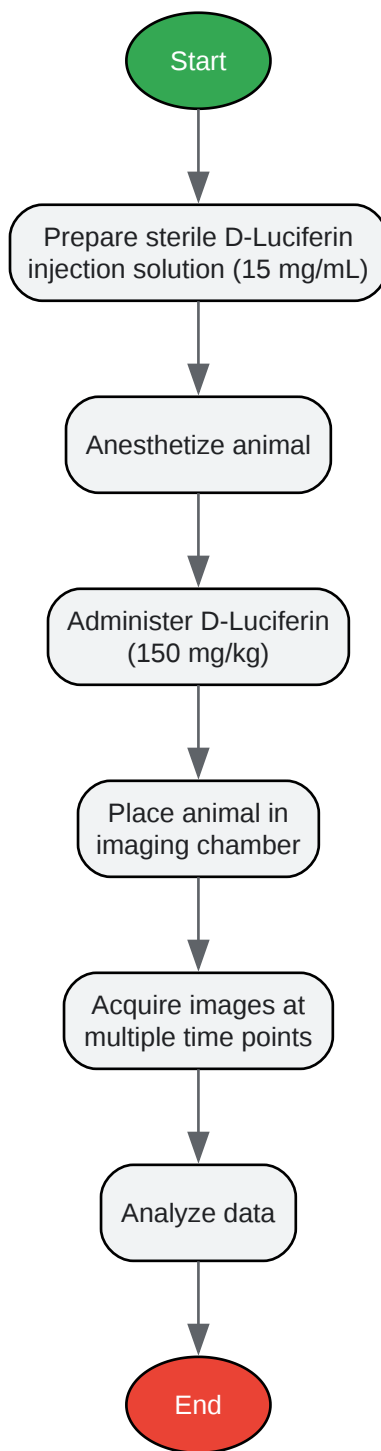 Start
Prepare sterile D-Luciferin
injection solution (15 mg/mL)
Anesthetize animal
Administer D-Luciferin
(150 mg/kg)
Place animal in
imaging chamber
Acquire images at
multiple time points
Analyze data
End